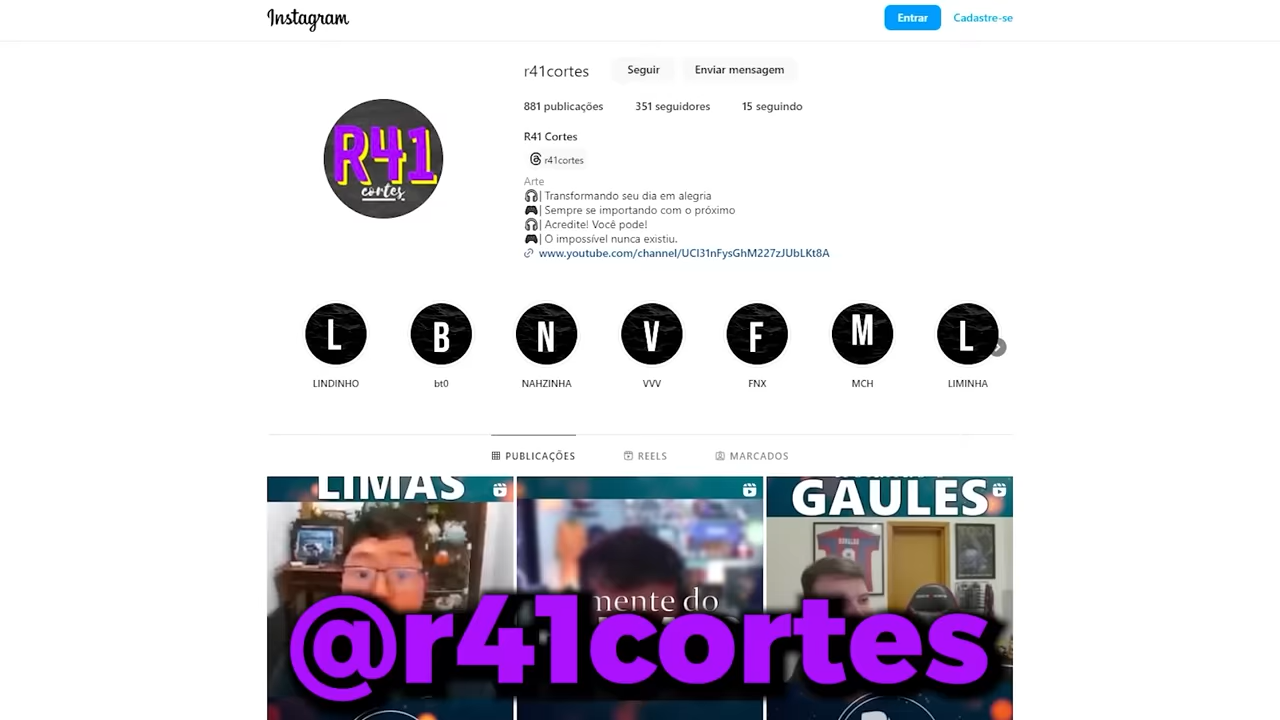 Instagram
Entrar
Cadastre-se
r41cortes
Seguir
Enviar mensagem
881 publicações
351 seguidores
15 seguindo
R41 Cortes
r41cortes
Arte
| Transformando seu dia em alegria
| Sempre se importando com o próximo
| Acredite! Você pode!
| O impossível nunca existiu.
www.youtube.com/channel/UCl31nFysGhM227zJUbLKt8A
R41
cortes
L
B
N
V
F
M
L
LINDINHO
bt0
NAHZINHA
VVV
FNX
MCH
LIMINHA
PUBLICAÇÕES
REELS
MARCADOS
LIMAS
GAULES
mente do
@r41cortes